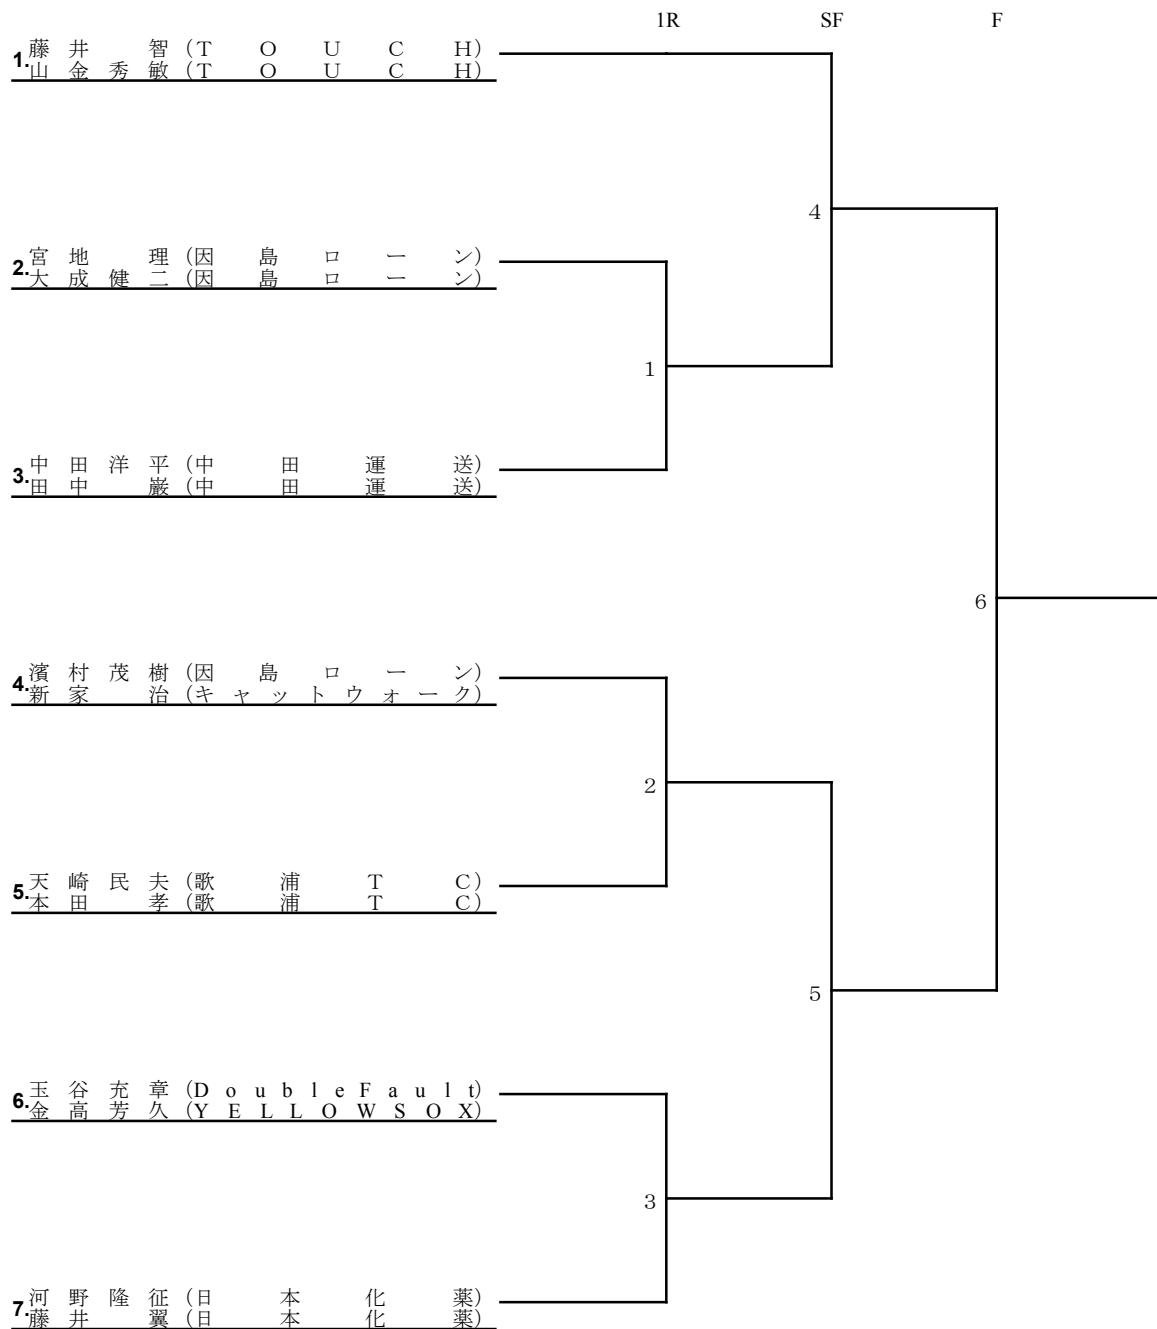 1R SF F
藤井 智(TOUCH)
1.
山金秀敏(TOUCH)
4
宮地 理(因島ローン)
2.
大成健二(因島ローン)
1
中田洋平(中田運送)
3.
田中 巌(中田運送)
6
濱村茂樹(因島ローン)
4.
新家 治(キャットウォーク)
2
天崎民夫(歌浦TC)
5.
本田 孝(歌浦TC)
5
玉谷充章(DoubleFault)
6.
金高芳久(YELLOWSOX)
3
河野隆征(日本化薬)
7.
藤井 翼(日本化薬)